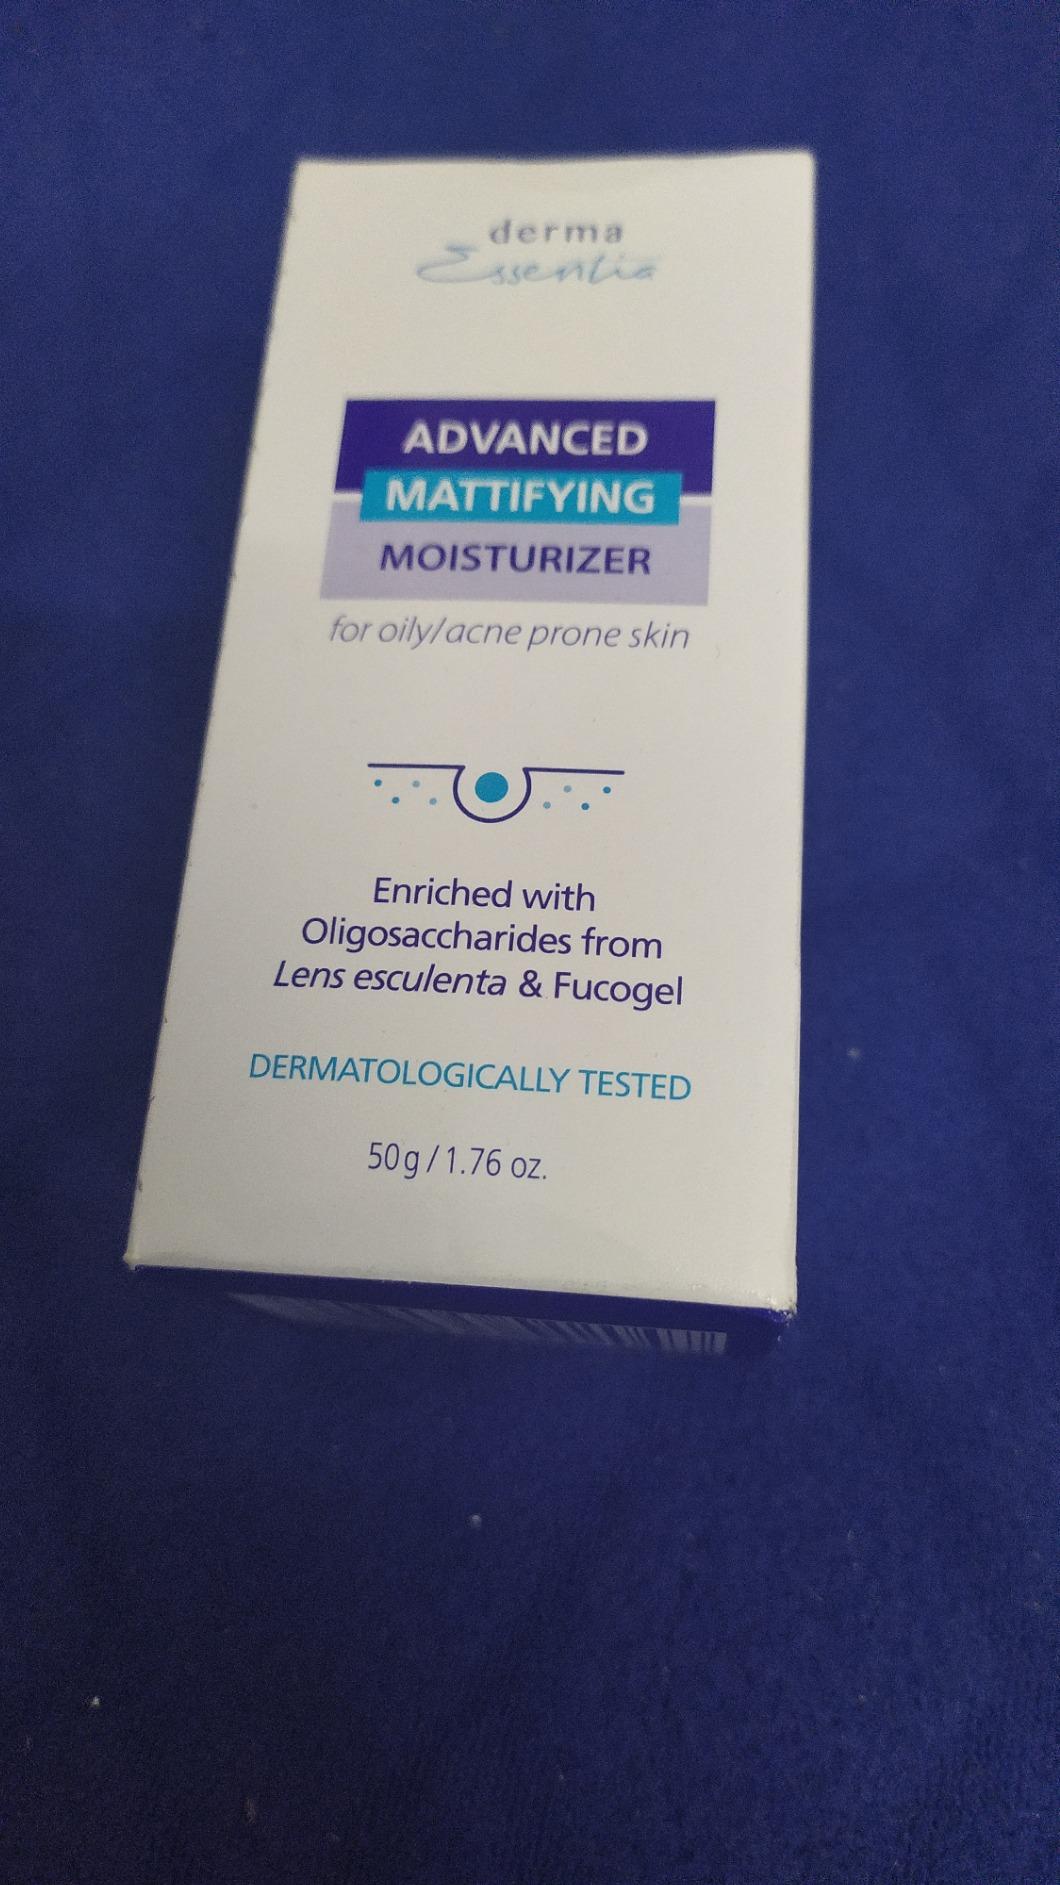 derma
Essentia
ADVANCED
MATTIFYING
MOISTURIZER
for oily/acne prone skin
Enriched with
Oligosaccharides from
Lens esculenta & Fucogel
DERMATOLOGICALLY TESTED
50g/1.76 oz.